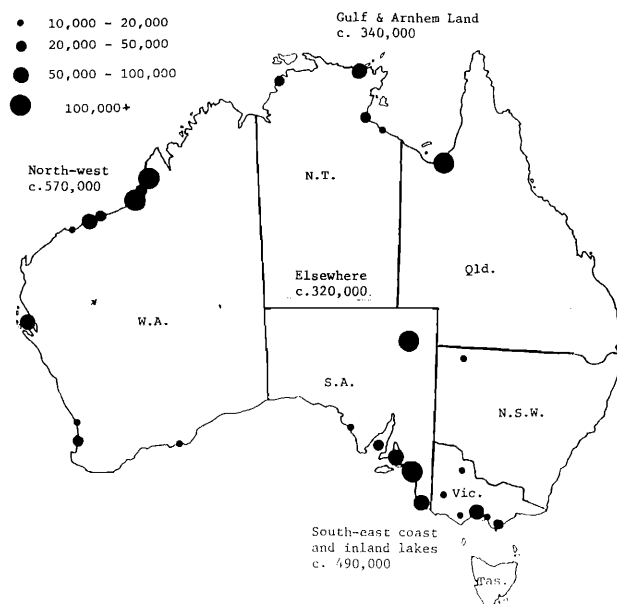 10,000 - 20,000
20,000 - 50,000
50,000 - 100,000
100,000+
Gulf & Arnhem Land
c. 340,000
North-west
c.570,000
N.T.
Elsewhere
c.320,000
Qld.
W.A.
S.A.
N.S.W.
Vic.
South-east coast
and inland lakes
c. 490,000
Tas.